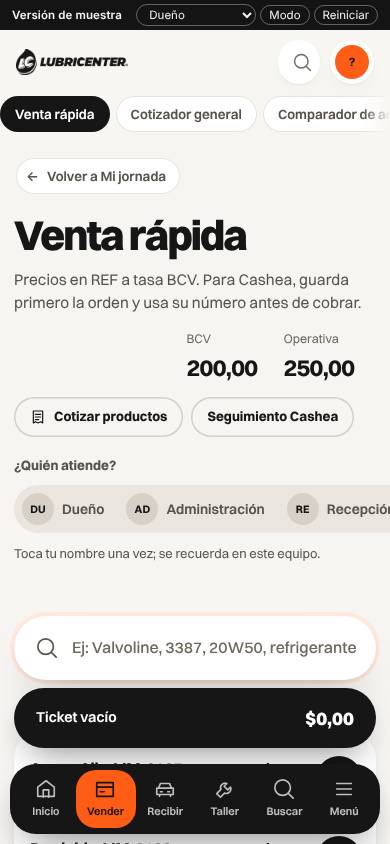 Versión de muestra
Dueño
Modo
Reiniciar
LG LUBRICENTER.
?
Venta rápida
Cotizador general
Comparador de
← Volver a Mi jornada
Venta rápida
Precios en REF a tasa BCV. Para Cashea, guarda
primero la orden y usa su número antes de cobrar.
BCV
Operativa
200,00
250,00
Cotizar productos
Seguimiento Cashea
¿Quién atiende?
DU Dueño
AD Administración
RE Recepción
Toca tu nombre una vez; se recuerda en este equipo.
Ej: Valvoline, 3387, 20W50, refrigerante
Ticket vacío
$0,00
Inicio
Vender
Recibir
Taller
Buscar
Menú